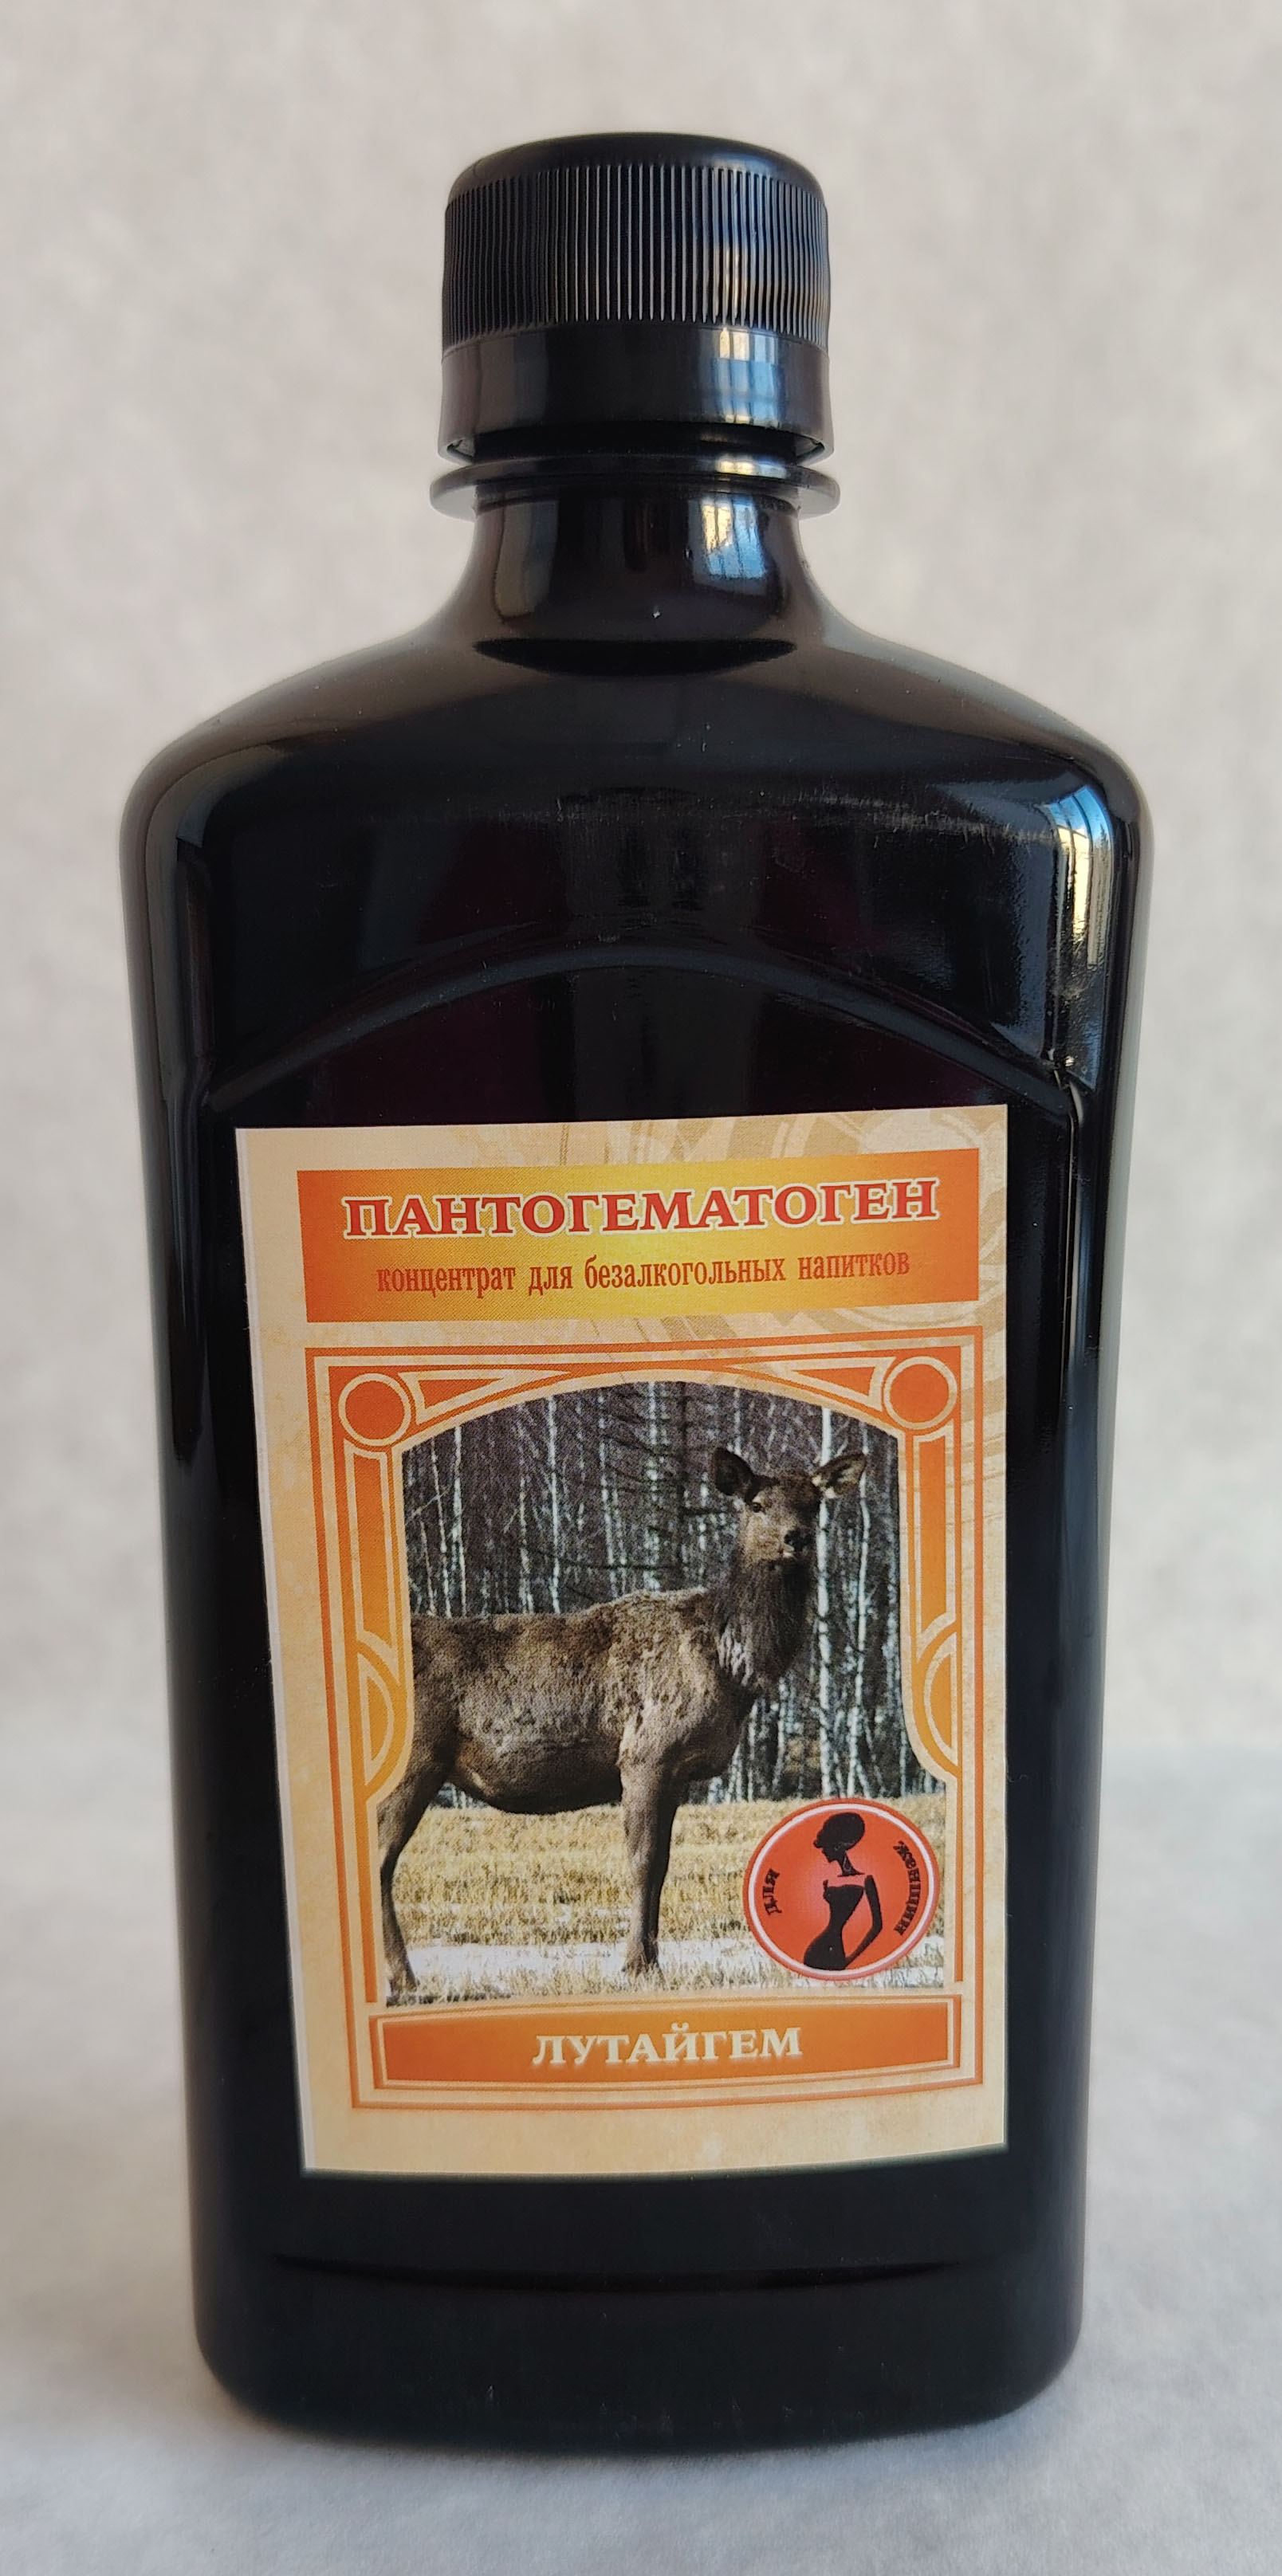 ПАНТОГЕМАТОГЕН
концентрат для безалкогольных напитков
для женщин
ЛУТАЙГЕМ